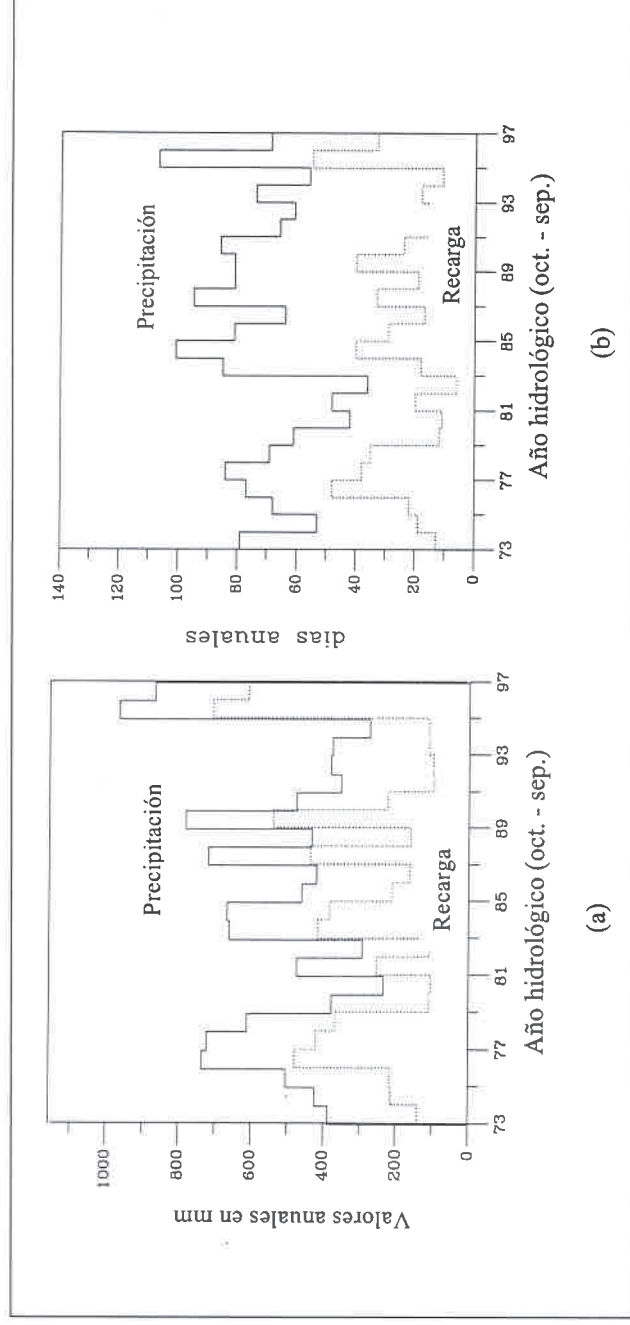 Valores anuales en mm
1000
800
600
400
200
0
Precipitación
Recarga
73
77
81
85
89
93
97
Año hidrológico (oct. - sep.)
(a)
dias anuales
140
120
100
80
60
40
20
0
Precipitación
Recarga
73
77
81
85
89
93
97
Año hidrológico (oct. - sep.)
(b)